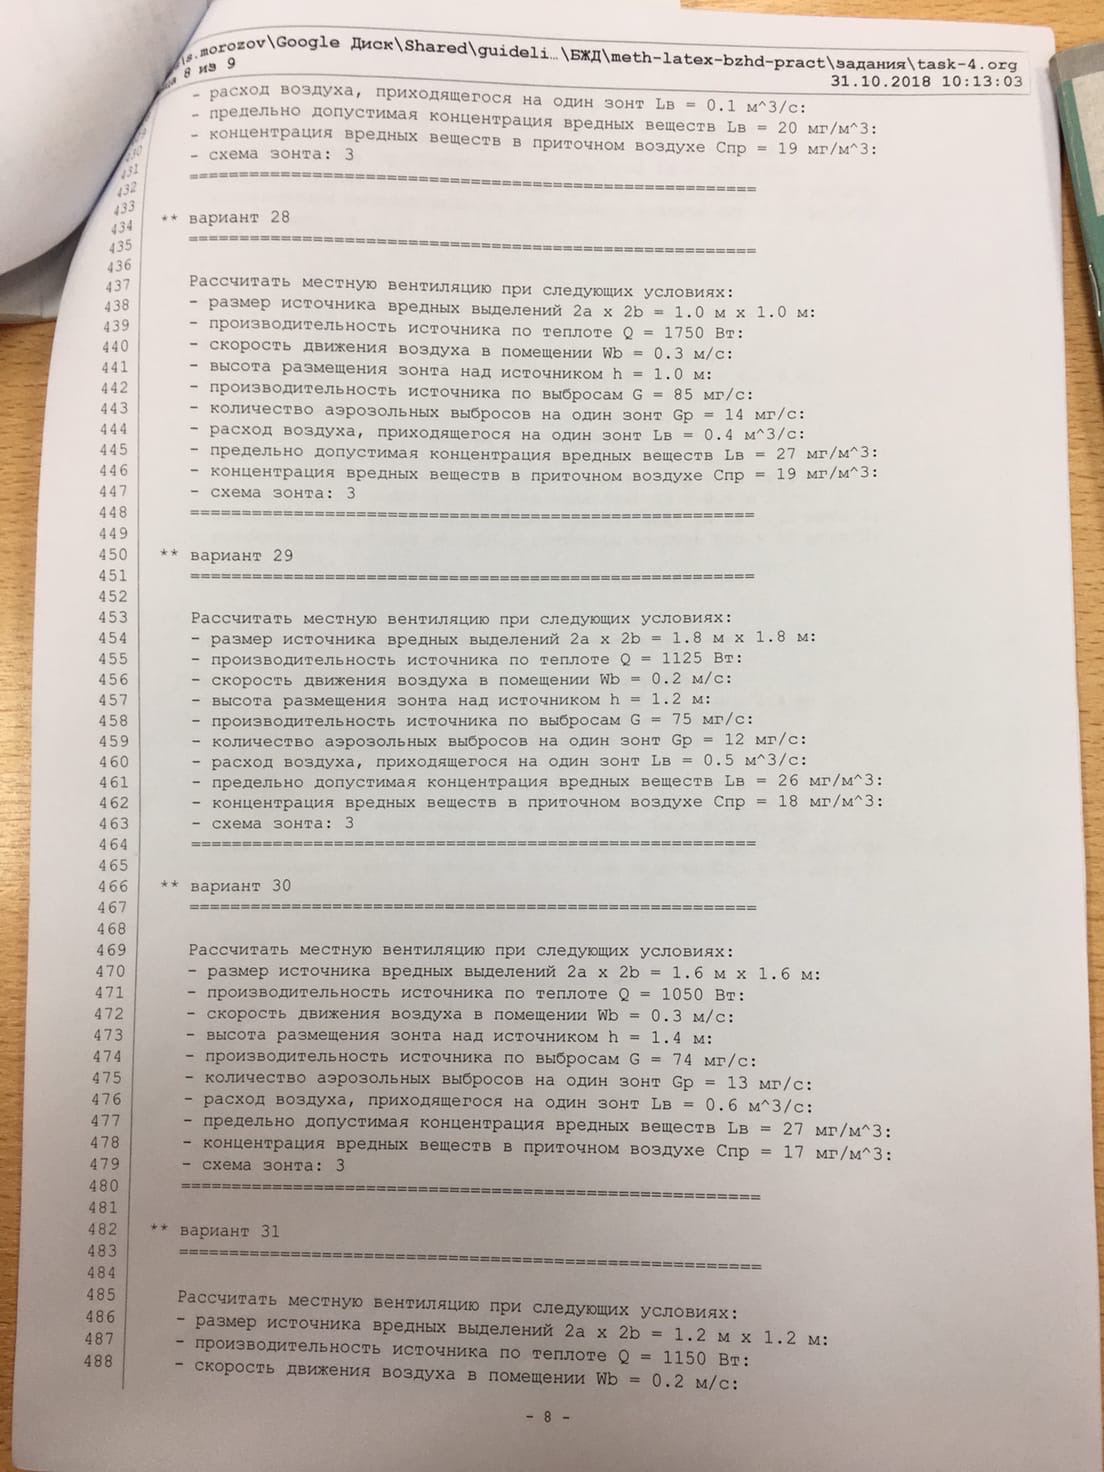 s.morozov\Google Диск\Shared\guideli…\БЖД\meth-latex-bzhd-pract\задания\task-4.org
8 из 9
31.10.2018 10:13:03
- расход воздуха, приходящегося на один зонт Lв = 0.1 м^3/с:
- предельно допустимая концентрация вредных веществ Lв = 20 мг/м^3:
430 - концентрация вредных веществ в приточном воздухе Спр = 19 мг/м^3:
431 - схема зонта: 3
432 =========================================================
433
434 ** вариант 28
435 =========================================================
436
437 Рассчитать местную вентиляцию при следующих условиях:
438 - размер источника вредных выделений 2a x 2b = 1.0 м x 1.0 м:
439 - производительность источника по теплоте Q = 1750 Вт:
440 - скорость движения воздуха в помещении Wb = 0.3 м/с:
441 - высота размещения зонта над источником h = 1.0 м:
442 - производительность источника по выбросам G = 85 мг/с:
443 - количество аэрозольных выбросов на один зонт Gp = 14 мг/с:
444 - расход воздуха, приходящегося на один зонт Lв = 0.4 м^3/с:
445 - предельно допустимая концентрация вредных веществ Lв = 27 мг/м^3:
446 - концентрация вредных веществ в приточном воздухе Спр = 19 мг/м^3:
447 - схема зонта: 3
448 =========================================================
449
450 ** вариант 29
451 =========================================================
452
453 Рассчитать местную вентиляцию при следующих условиях:
454 - размер источника вредных выделений 2a x 2b = 1.8 м x 1.8 м:
455 - производительность источника по теплоте Q = 1125 Вт:
456 - скорость движения воздуха в помещении Wb = 0.2 м/с:
457 - высота размещения зонта над источником h = 1.2 м:
458 - производительность источника по выбросам G = 75 мг/с:
459 - количество аэрозольных выбросов на один зонт Gp = 12 мг/с:
460 - расход воздуха, приходящегося на один зонт Lв = 0.5 м^3/с:
461 - предельно допустимая концентрация вредных веществ Lв = 26 мг/м^3:
462 - концентрация вредных веществ в приточном воздухе Спр = 18 мг/м^3:
463 - схема зонта: 3
464 =========================================================
465
466 ** вариант 30
467 =========================================================
468
469 Рассчитать местную вентиляцию при следующих условиях:
470 - размер источника вредных выделений 2a x 2b = 1.6 м x 1.6 м:
471 - производительность источника по теплоте Q = 1050 Вт:
472 - скорость движения воздуха в помещении Wb = 0.3 м/с:
473 - высота размещения зонта над источником h = 1.4 м:
474 - производительность источника по выбросам G = 74 мг/с:
475 - количество аэрозольных выбросов на один зонт Gp = 13 мг/с:
476 - расход воздуха, приходящегося на один зонт Lв = 0.6 м^3/с:
477 - предельно допустимая концентрация вредных веществ Lв = 27 мг/м^3:
478 - концентрация вредных веществ в приточном воздухе Спр = 17 мг/м^3:
479 - схема зонта: 3
480 =========================================================
481
482 ** вариант 31
483 =========================================================
484
485 Рассчитать местную вентиляцию при следующих условиях:
486 - размер источника вредных выделений 2a x 2b = 1.2 м x 1.2 м:
487 - производительность источника по теплоте Q = 1150 Вт:
488 - скорость движения воздуха в помещении Wb = 0.2 м/с:
- 8 -